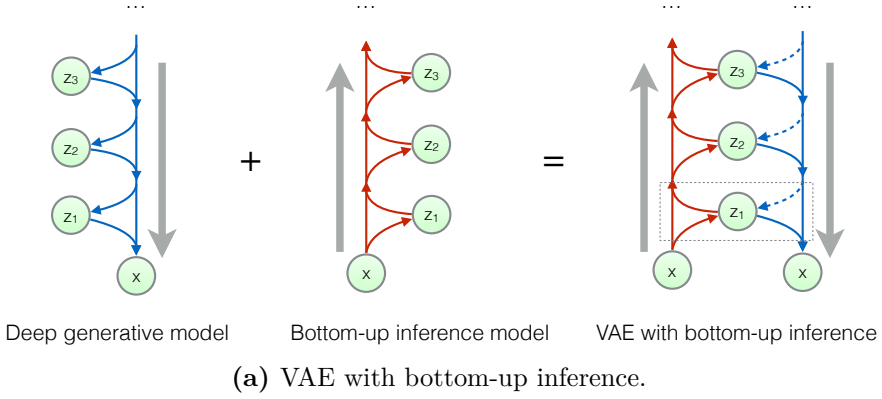 ... ... ... ...
z3 z3 z3
z2 + z2 = z2
z1 z1 z1
x x x x
Deep generative model Bottom-up inference model VAE with bottom-up inference
(a) VAE with bottom-up inference.